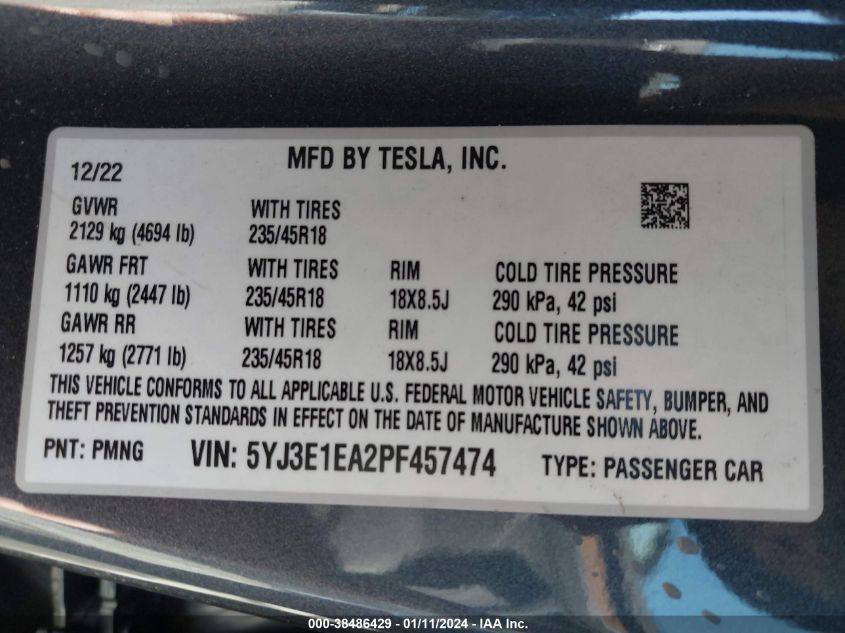 MFD BY TESLA, INC.
12/22
GVWR WITH TIRES
2129 kg (4694 lb) 235/45R18
GAWR FRT WITH TIRES RIM COLD TIRE PRESSURE
1110 kg (2447 lb) 235/45R18 18X8.5J 290 kPa, 42 psi
GAWR RR WITH TIRES RIM COLD TIRE PRESSURE
1257 kg (2771 lb) 235/45R18 18X8.5J 290 kPa, 42 psi
THIS VEHICLE CONFORMS TO ALL APPLICABLE U.S. FEDERAL MOTOR VEHICLE SAFETY, BUMPER, AND
THEFT PREVENTION STANDARDS IN EFFECT ON THE DATE OF MANUFACTURE SHOWN ABOVE.
PNT: PMNG VIN: 5YJ3E1EA2PF457474 TYPE: PASSENGER CAR
000-38486429 - 01/11/2024 - © IAA Inc.